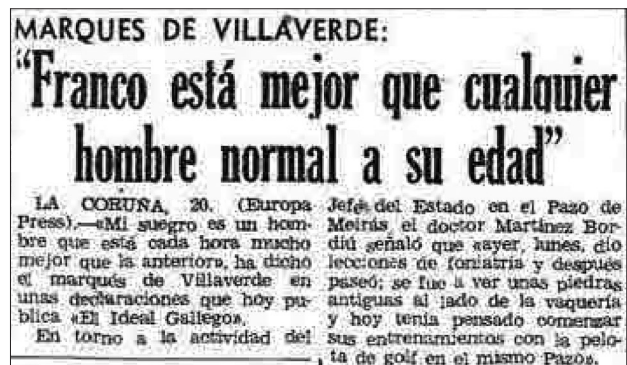 MARQUES DE VILLAVERDE:
“Franco está mejor que cualquier
hombre normal a su edad”
LA CORUÑA, 20. (Europa
Press).—«Mi suegro es un hom-
bre que está cada hora mucho
mejor que la anterior», ha dicho
el marqués de Villaverde en
unas declaraciones que hoy pu-
blica «El Ideal Gallego».
En torno a la actividad del
Jefe del Estado en el Pazo de
Meirás, el doctor Martínez Bor-
diú señaló que «ayer, lunes, dio
lecciones de foniatría y después
paseó; se fue a ver unas piedras
antiguas al lado de la vaquería
y hoy tenía pensado comenzar
sus entrenamientos con la pelo-
ta de golf en el mismo Pazo».